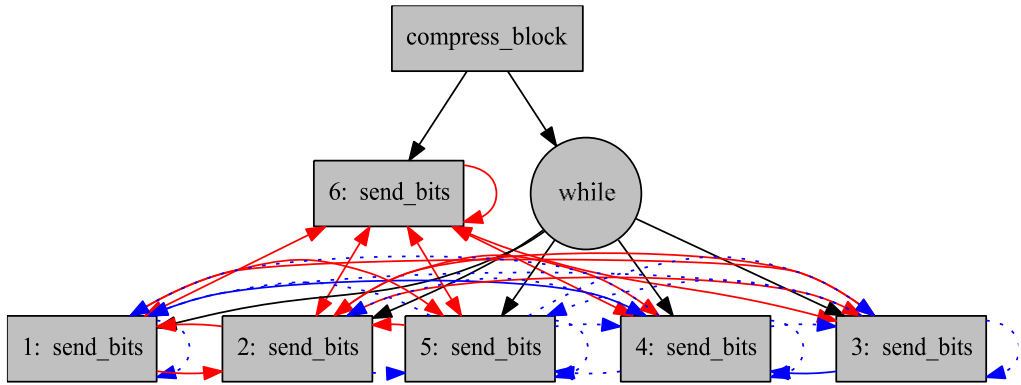 compress_block
6: send_bits
while
1: send_bits
2: send_bits
5: send_bits
4: send_bits
3: send_bits